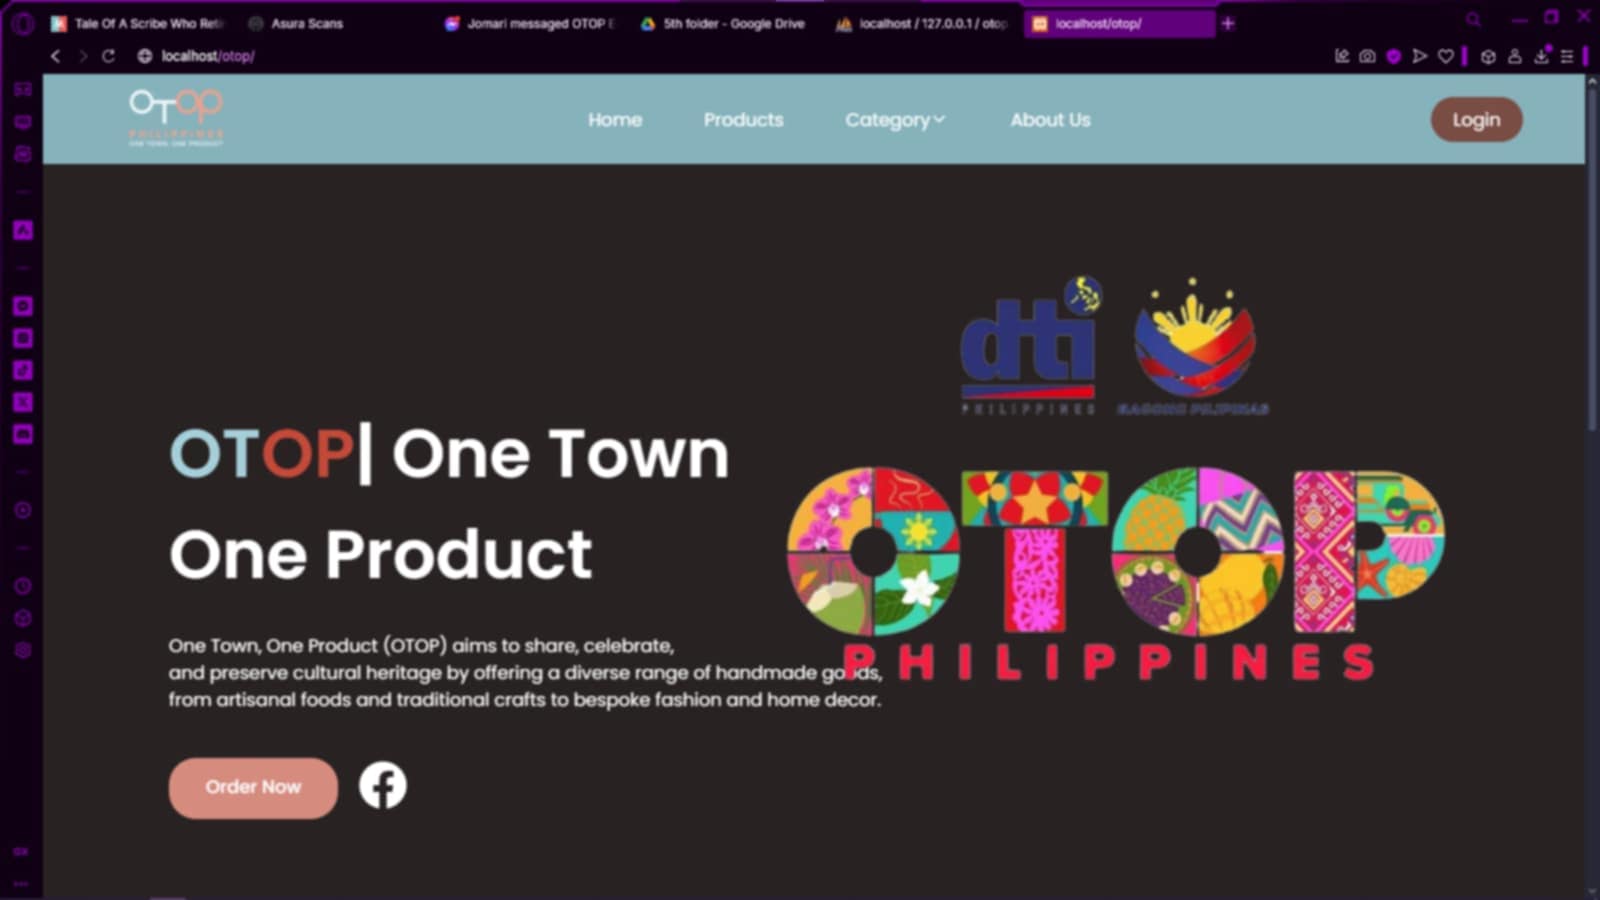 Tale Of A Scribe Who Reti
Asura Scans
Jomari messaged OTOP E
5th folder - Google Drive
localhost / 127.0.0.1 / otop
localhost/otop/
localhost/otop/
OTOP
PHILIPPINES
ONE TOWN, ONE PRODUCT
Home
Products
Category
About Us
Login
dti
PHILIPPINES
BAGONG PILIPINAS
OTOP| One Town
One Product
OTOP
PHILIPPINES
One Town, One Product (OTOP) aims to share, celebrate,
and preserve cultural heritage by offering a diverse range of handmade goods,
from artisanal foods and traditional crafts to bespoke fashion and home decor.
Order Now
GX